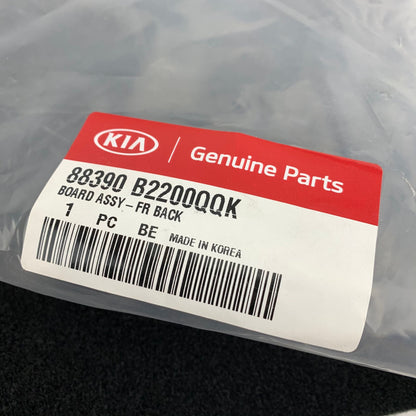 KIA Genuine Parts
88390 B2200QQK
BOARD ASSY-FR BACK
1 PC BE MADE IN KOREA